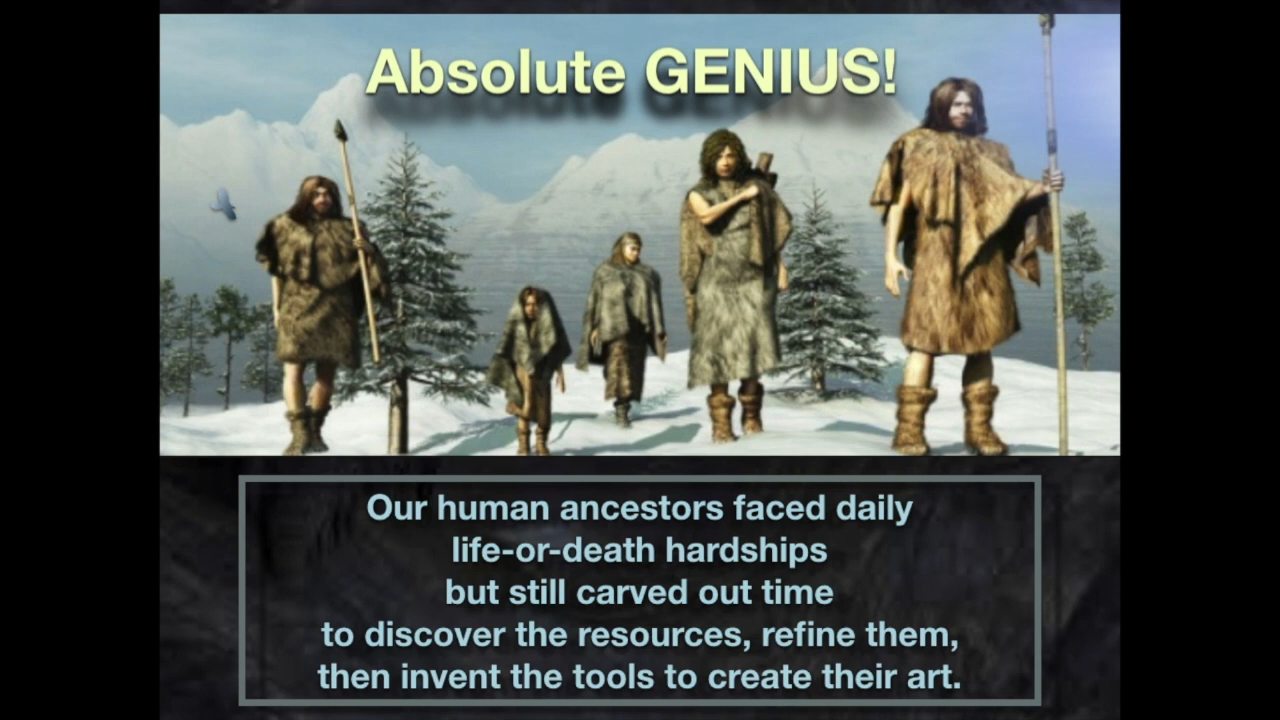 Absolute GENIUS!
Our human ancestors faced daily
life-or-death hardships
but still carved out time
to discover the resources, refine them,
then invent the tools to create their art.